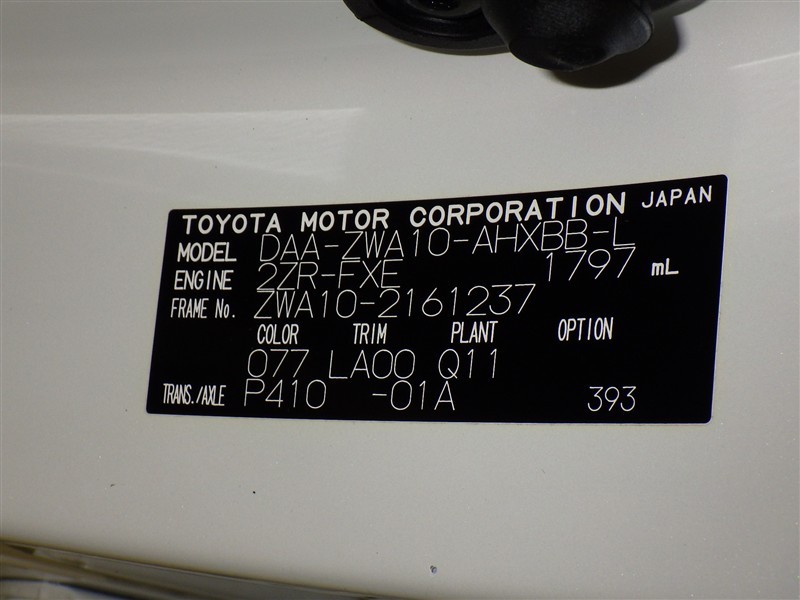 TOYOTA MOTOR CORPORATION JAPAN
MODEL DAA-ZWA10-AHXBB-L
ENGINE 2ZR-FXE 1797 mL
FRAME No. ZWA10-2161237
COLOR TRIM PLANT OPTION
077 LA00 Q11
TRANS./AXLE P410 -01A 393